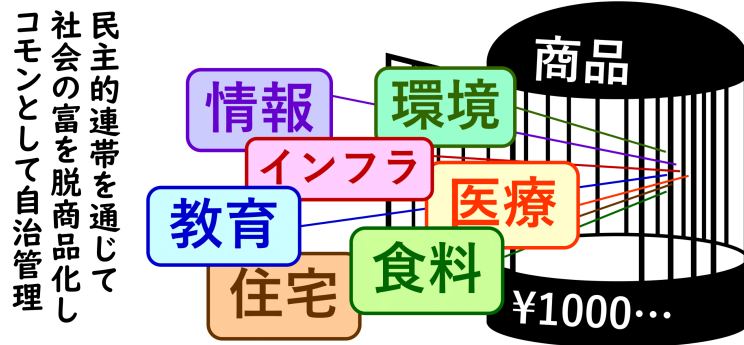 民主的連帯を通じて
社会の富を脱商品化し
コモンとして自治管理
商品
情報
環境
インフラ
医療
教育
食料
住宅
¥1000…